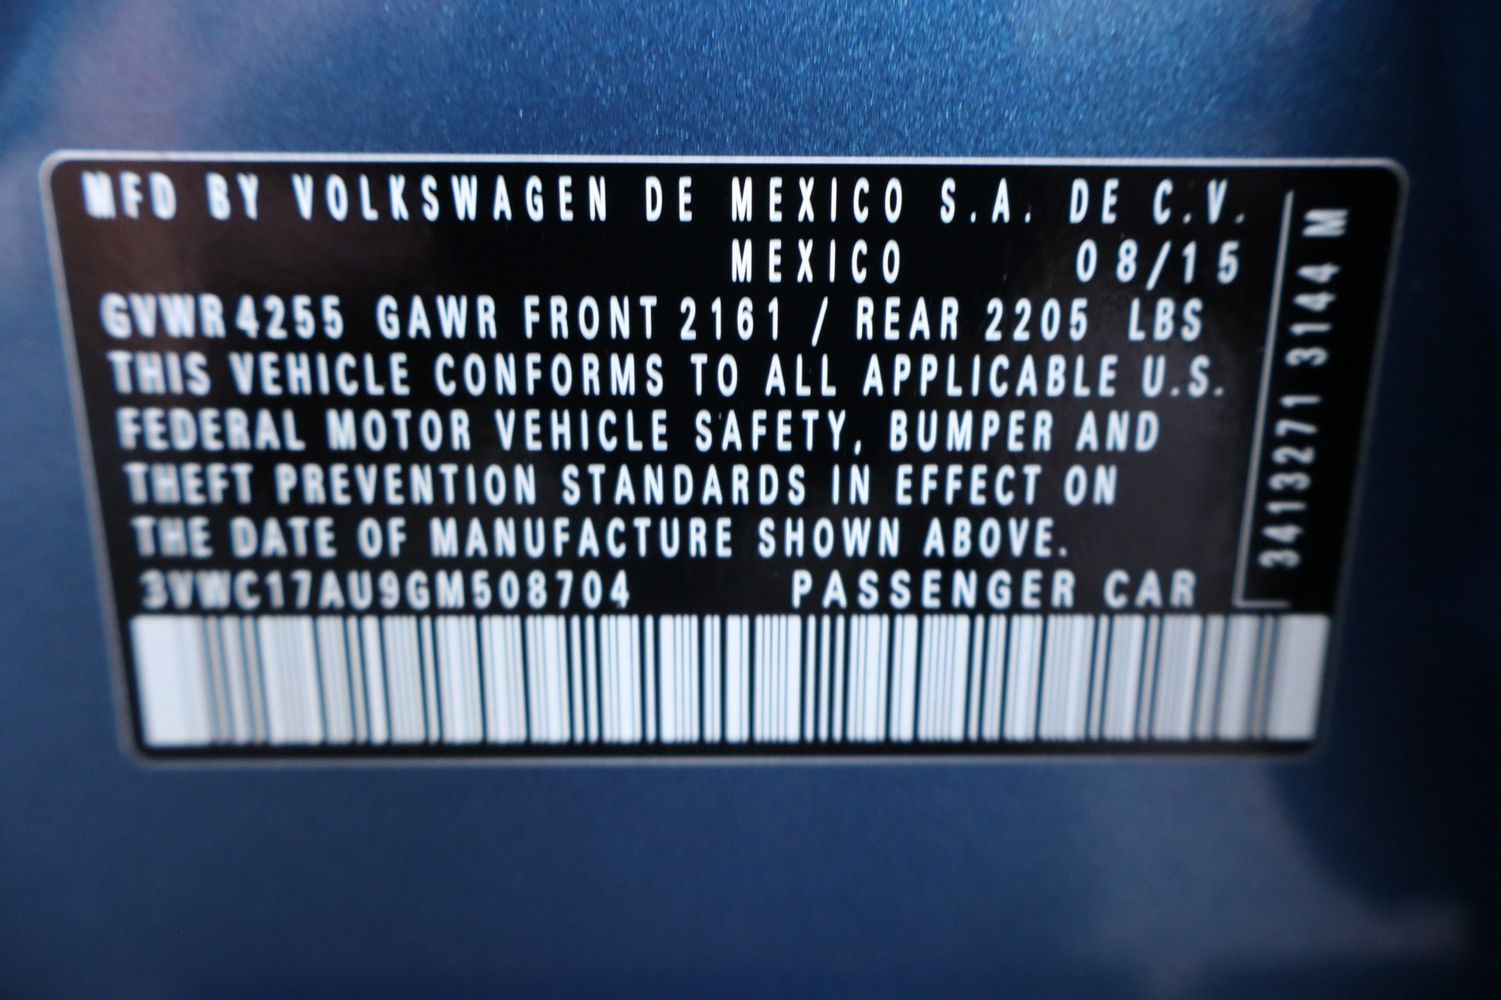 MFD BY VOLKSWAGEN DE MEXICO S.A. DE C.V.
MEXICO 08/15
GVWR 4255 GAWR FRONT 2161 / REAR 2205 LBS
THIS VEHICLE CONFORMS TO ALL APPLICABLE U.S.
FEDERAL MOTOR VEHICLE SAFETY, BUMPER AND
THEFT PREVENTION STANDARDS IN EFFECT ON
THE DATE OF MANUFACTURE SHOWN ABOVE.
3VWC17AU9GM508704 PASSENGER CAR
3413271 3144 M